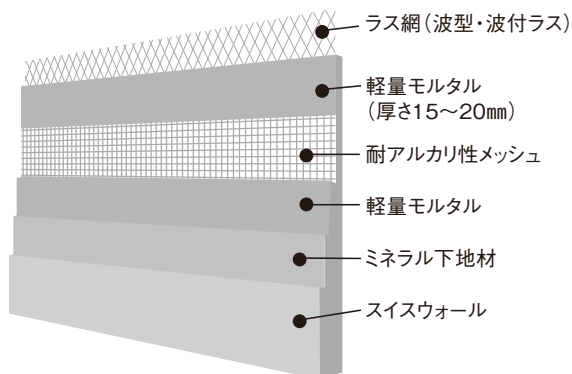 ラス網（波型・波付ラス）
軽量モルタル
（厚さ15〜20㎜）
耐アルカリ性メッシュ
軽量モルタル
ミネラル下地材
スイスウォール